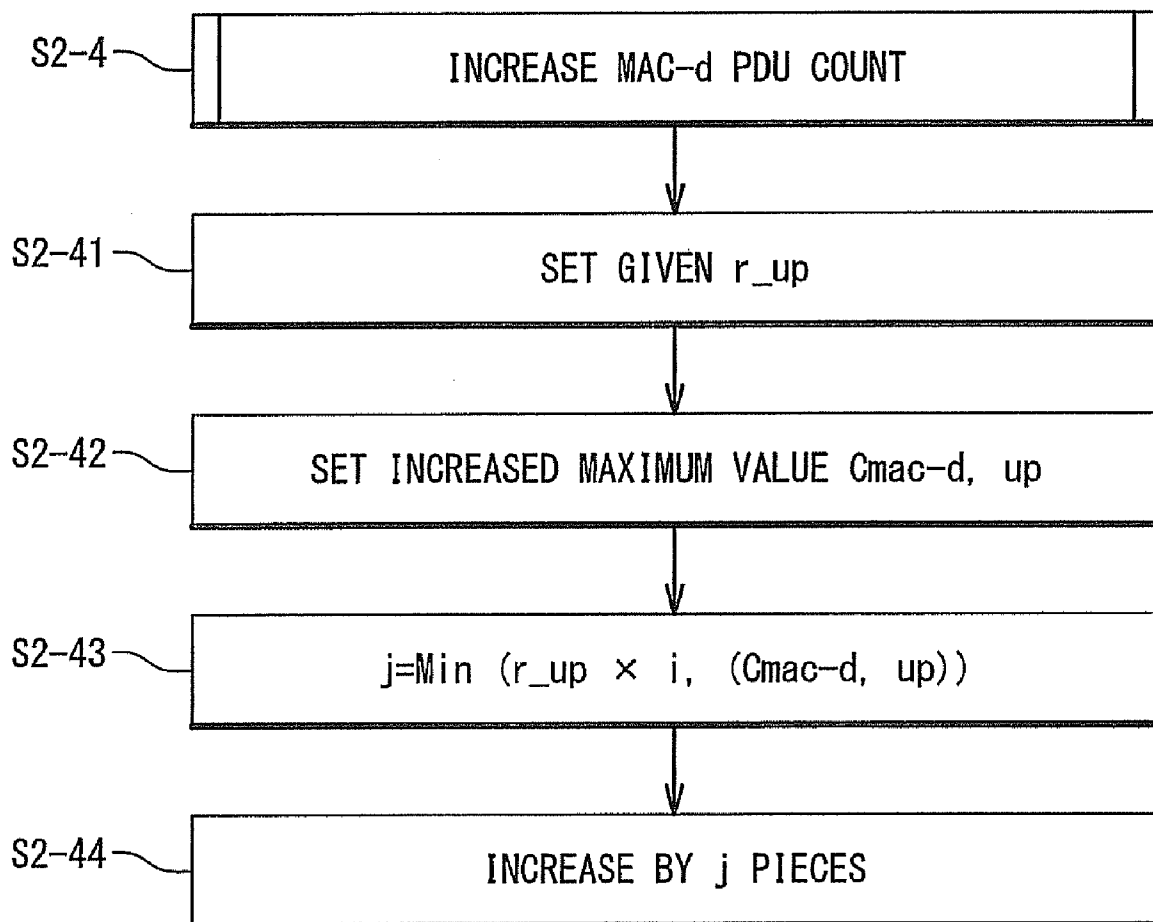 S2-4
INCREASE MAC-d PDU COUNT
S2-41
SET GIVEN r_up
S2-42
SET INCREASED MAXIMUM VALUE Cmac-d, up
S2-43
j=Min (r_up × i, (Cmac-d, up))
S2-44
INCREASE BY j PIECES